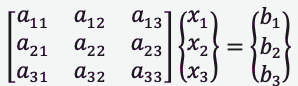 [a₁₁ a₁₂ a₁₃] {x₁} {b₁}
[a₂₁ a₂₂ a₂₃] {x₂} = {b₂}
[a₃₁ a₃₂ a₃₃] {x₃} {b₃}